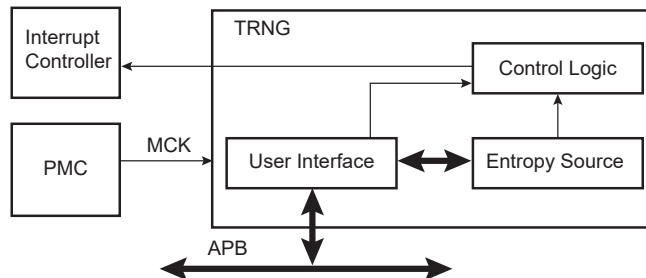 TRNG
Interrupt
Controller
Control Logic
MCK
PMC
User Interface
Entropy Source
APB